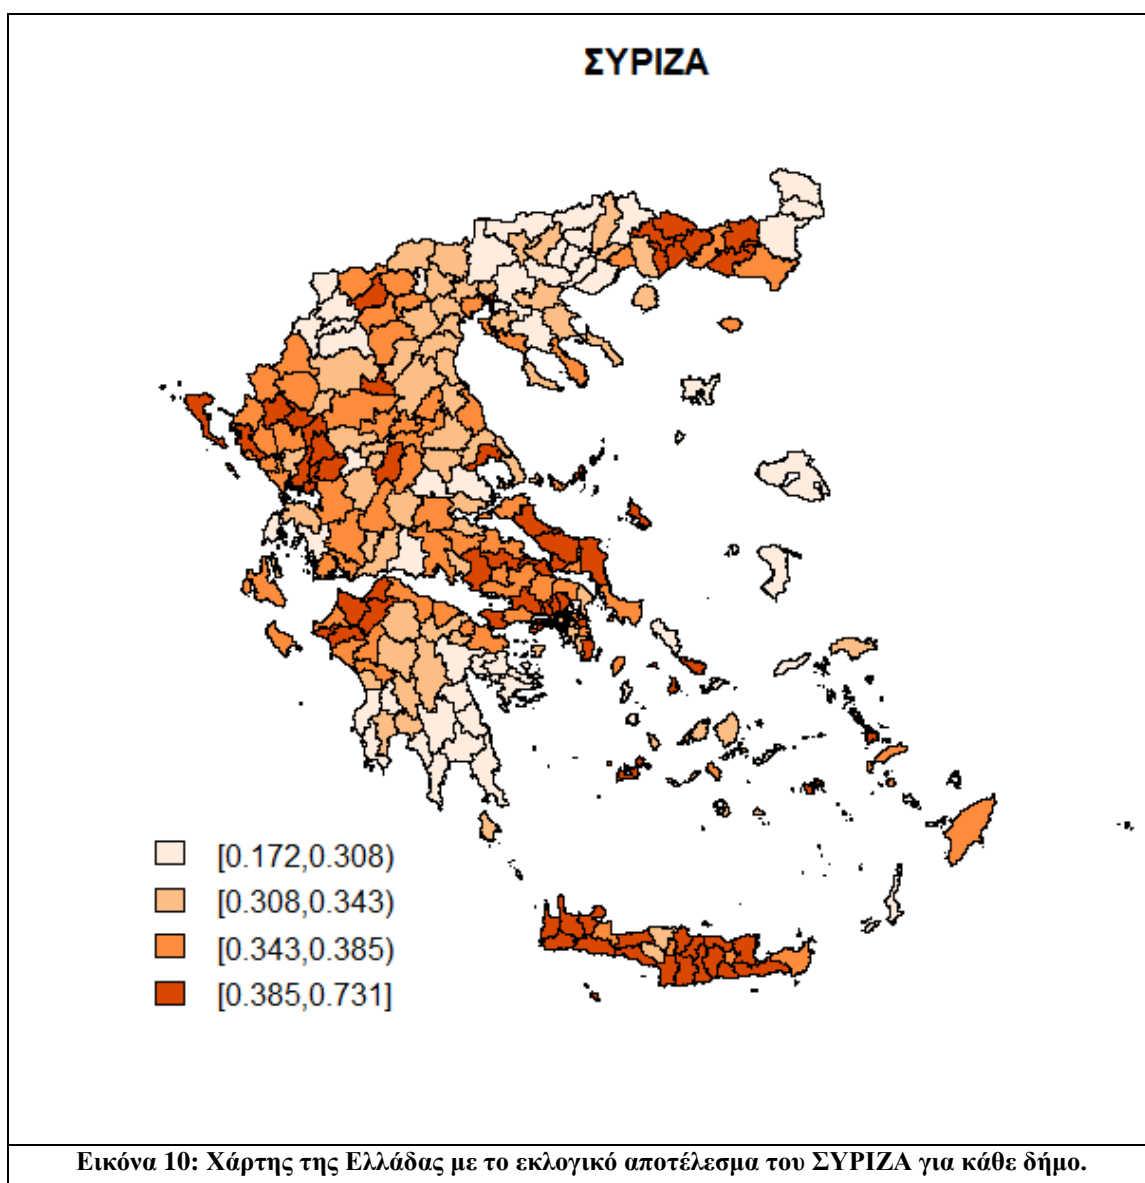 ΣΥΡΙΖΑ
[0.172,0.308)
[0.308,0.343)
[0.343,0.385)
[0.385,0.731]
Εικόνα 10: Χάρτης της Ελλάδας με το εκλογικό αποτέλεσμα του ΣΥΡΙΖΑ για κάθε δήμο.